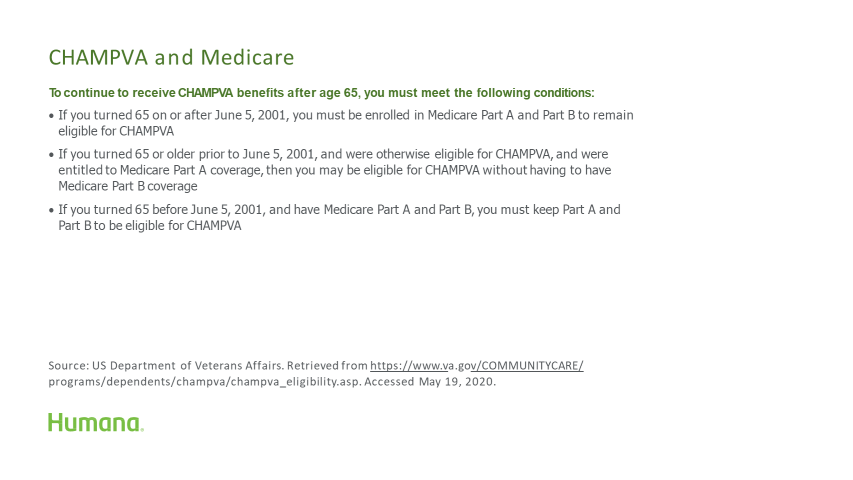 CHAMPVA and Medicare
To continue to receive CHAMPVA benefits after age 65, you must meet the following conditions:
• If you turned 65 on or after June 5, 2001, you must be enrolled in Medicare Part A and Part B to remain
eligible for CHAMPVA
• If you turned 65 or older prior to June 5, 2001, and were otherwise eligible for CHAMPVA, and were
entitled to Medicare Part A coverage, then you may be eligible for CHAMPVA without having to have
Medicare Part B coverage
• If you turned 65 before June 5, 2001, and have Medicare Part A and Part B, you must keep Part A and
Part B to be eligible for CHAMPVA
Source: US Department of Veterans Affairs. Retrieved from https://www.va.gov/COMMUNITYCARE/
programs/dependents/champva/champva_eligibility.asp. Accessed May 19, 2020.
Humana®